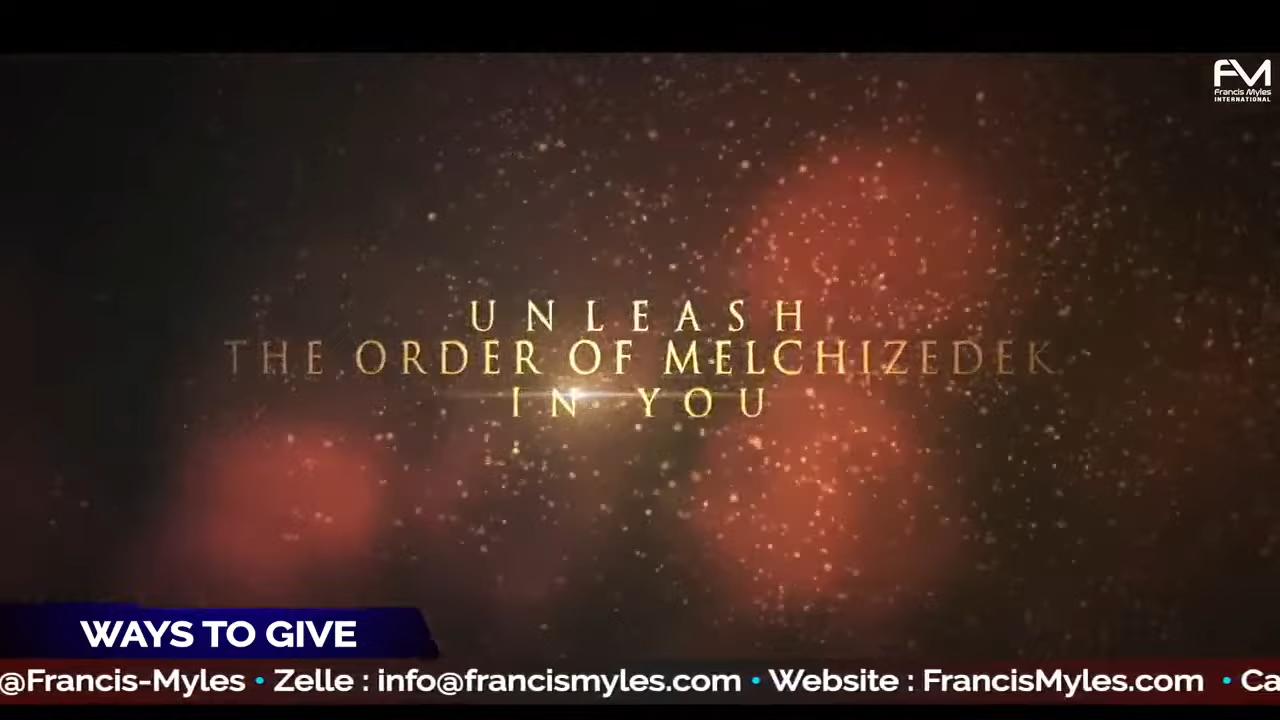 FM
Francis Myles
INTERNATIONAL
UNLEASH
THE ORDER OF MELCHIZEDEK
IN YOU
WAYS TO GIVE
@Francis-Myles • Zelle : info@francismyles.com • Website : FrancisMyles.com • Ca